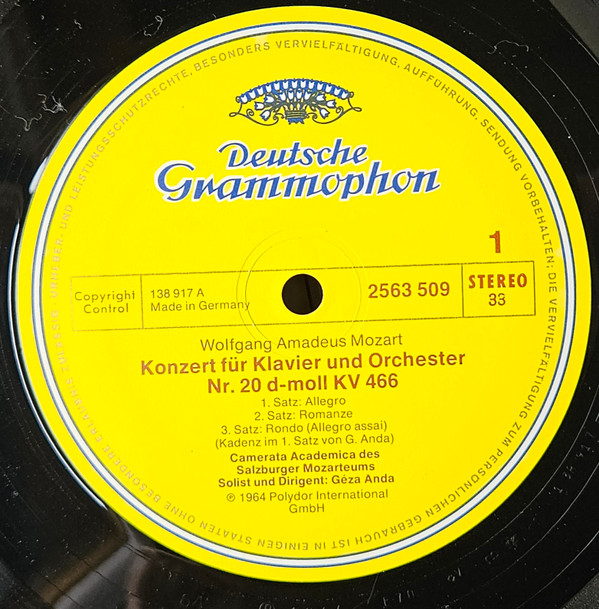 Deutsche
Grammophon
1
Copyright
Control
138 917 A
Made in Germany
2563 509
STEREO
33
Wolfgang Amadeus Mozart
Konzert für Klavier und Orchester
Nr. 20 d-moll KV 466
1. Satz: Allegro
2. Satz: Romanze
3. Satz: Rondo (Allegro assai)
(Kadenz im 1. Satz von G. Anda)
Camerata Academica des
Salzburger Mozarteums
Solist und Dirigent: Géza Anda
℗ 1964 Polydor International
GmbH
URHEBER- UND LEISTUNGSSCHUTZRECHTE, BESONDERS VERVIELFÄLTIGUNG, AUFFÜHRUNG, SENDUNG VORBEHALTEN; DIE VERVIELFÄLTIGUNG ZUM PERSÖNLICHEN GEBRAUCH IST IN EINIGEN STAATEN OHNE BESONDERE ERLAUBNIS